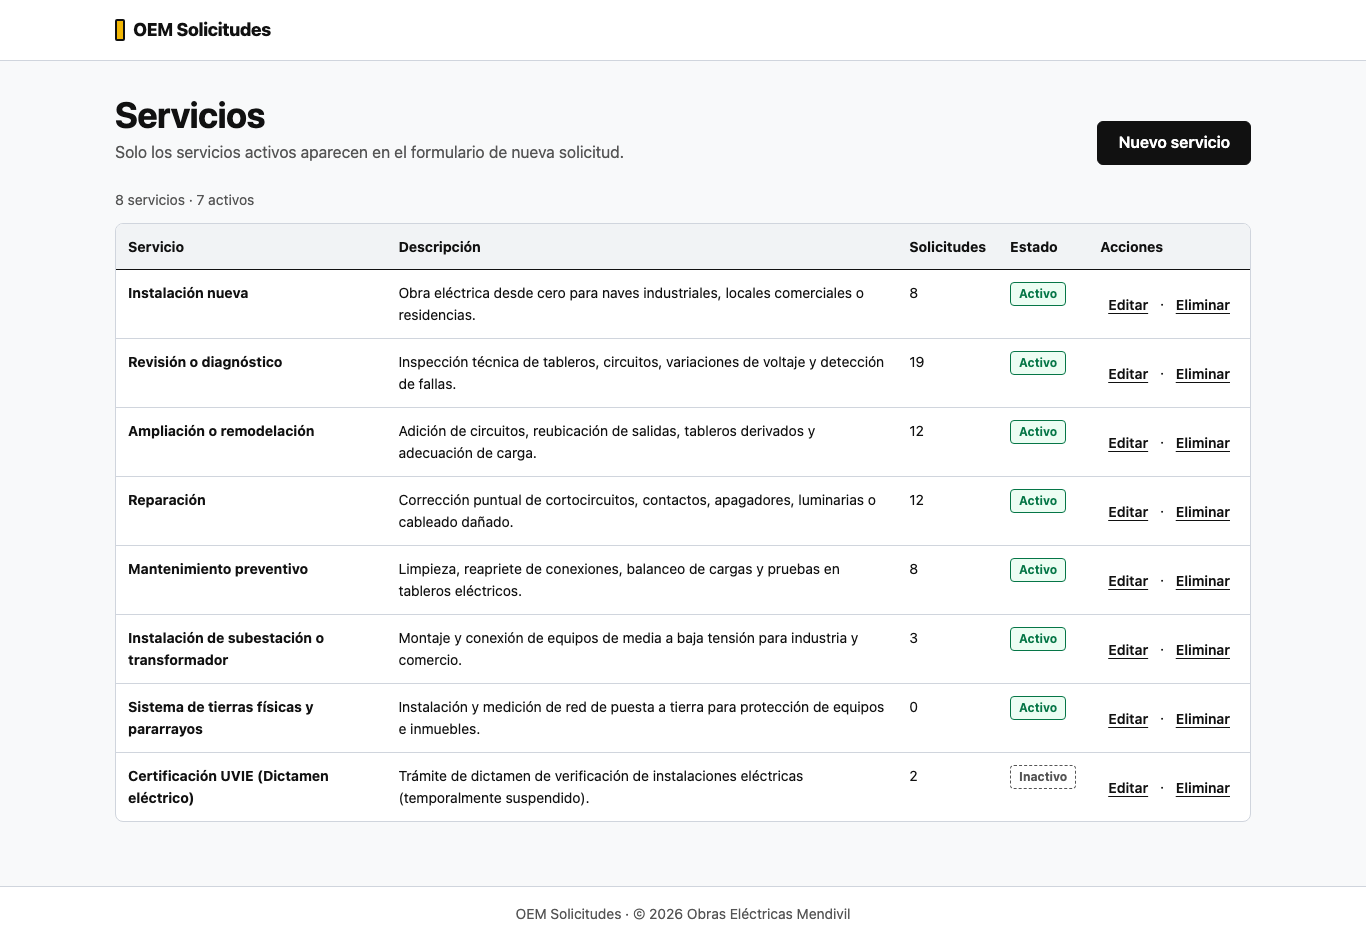 OEM Solicitudes
Servicios
Solo los servicios activos aparecen en el formulario de nueva solicitud.
Nuevo servicio
8 servicios · 7 activos
Servicio Descripción Solicitudes Estado Acciones
Instalación nueva Obra eléctrica desde cero para naves industriales, locales comerciales o 8 Activo Editar · Eliminar
residencias.
Revisión o diagnóstico Inspección técnica de tableros, circuitos, variaciones de voltaje y detección 19 Activo Editar · Eliminar
de fallas.
Ampliación o remodelación Adición de circuitos, reubicación de salidas, tableros derivados y 12 Activo Editar · Eliminar
adecuación de carga.
Reparación Corrección puntual de cortocircuitos, contactos, apagadores, luminarias o 12 Activo Editar · Eliminar
cableado dañado.
Mantenimiento preventivo Limpieza, reapriete de conexiones, balanceo de cargas y pruebas en 8 Activo Editar · Eliminar
tableros eléctricos.
Instalación de subestación o Montaje y conexión de equipos de media a baja tensión para industria y 3 Activo Editar · Eliminar
transformador comercio.
Sistema de tierras físicas y Instalación y medición de red de puesta a tierra para protección de equipos 0 Activo Editar · Eliminar
pararrayos e inmuebles.
Certificación UVIE (Dictamen Trámite de dictamen de verificación de instalaciones eléctricas 2 Inactivo Editar · Eliminar
eléctrico) (temporalmente suspendido).
OEM Solicitudes · © 2026 Obras Eléctricas Mendivil